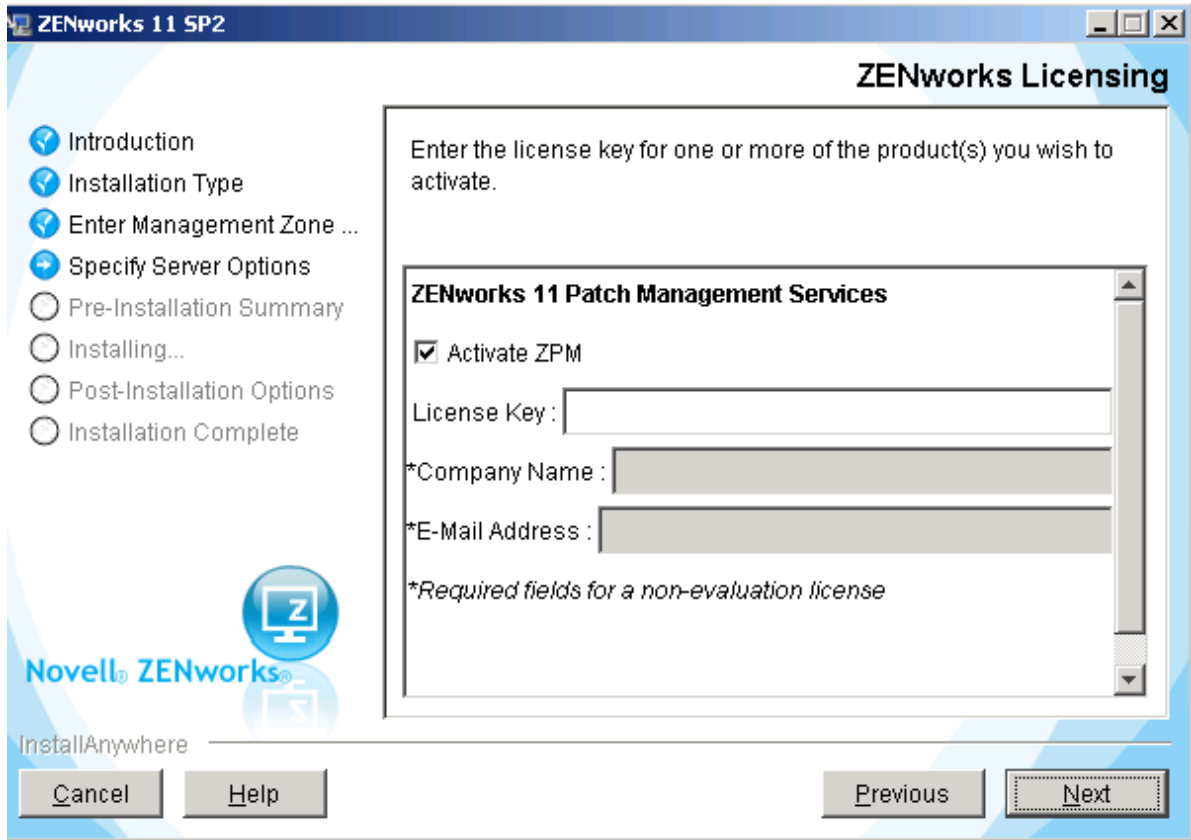 ZENworks 11 SP2
ZENworks Licensing
Introduction
Installation Type
Enter Management Zone ...
Specify Server Options
Pre-Installation Summary
Installing...
Post-Installation Options
Installation Complete
Enter the license key for one or more of the product(s) you wish to
activate.
ZENworks 11 Patch Management Services
Activate ZPM
License Key :
*Company Name :
*E-Mail Address :
*Required fields for a non-evaluation license
Z
Novell® ZENworks®
InstallAnywhere
Cancel
Help
Previous
Next